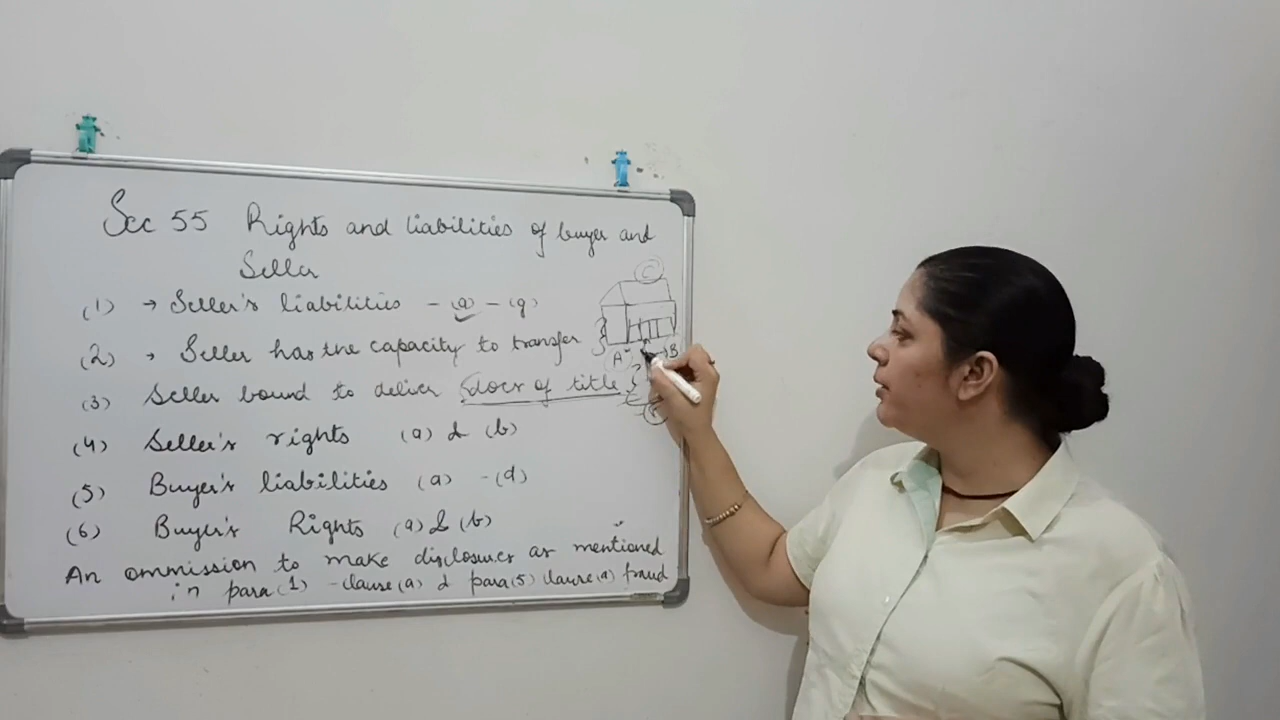 Sec 55 Rights and liabilities of buyer and
Seller
(1) → Seller's liabilities - (a) - (g)
(2) → Seller has the capacity to transfer
(3) Seller bound to deliver docs of title
(4) Seller's rights (a) & (b)
(5) Buyer's liabilities (a) - (d)
(6) Buyer's Rights (a) & (b)
An ommission to make disclosures as mentioned
in para (1) - clause (a) & para (5) clause (a) fraud
C
A B